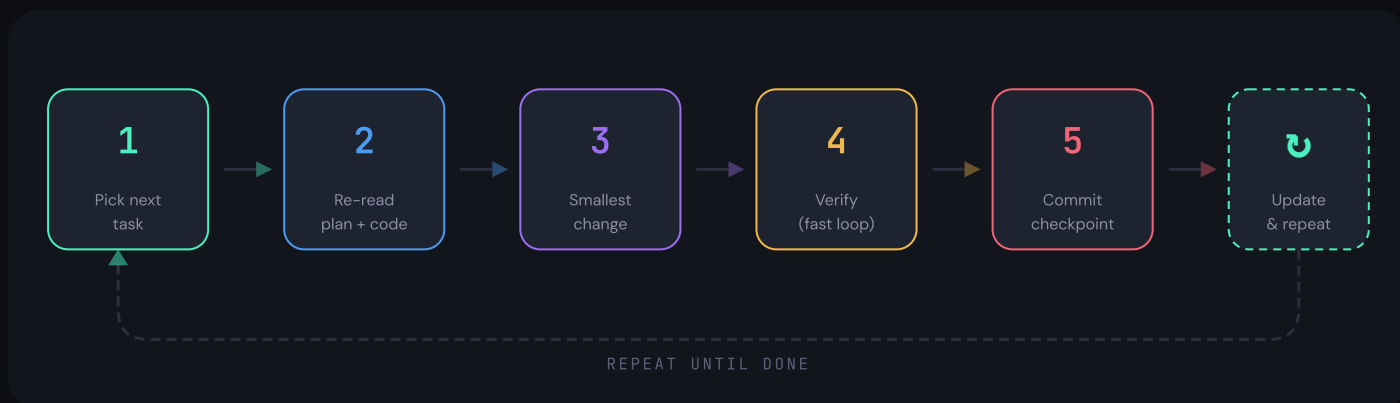 1
Pick next
task
2
Re-read
plan + code
3
Smallest
change
4
Verify
(fast loop)
5
Commit
checkpoint
↻
Update
& repeat
REPEAT UNTIL DONE